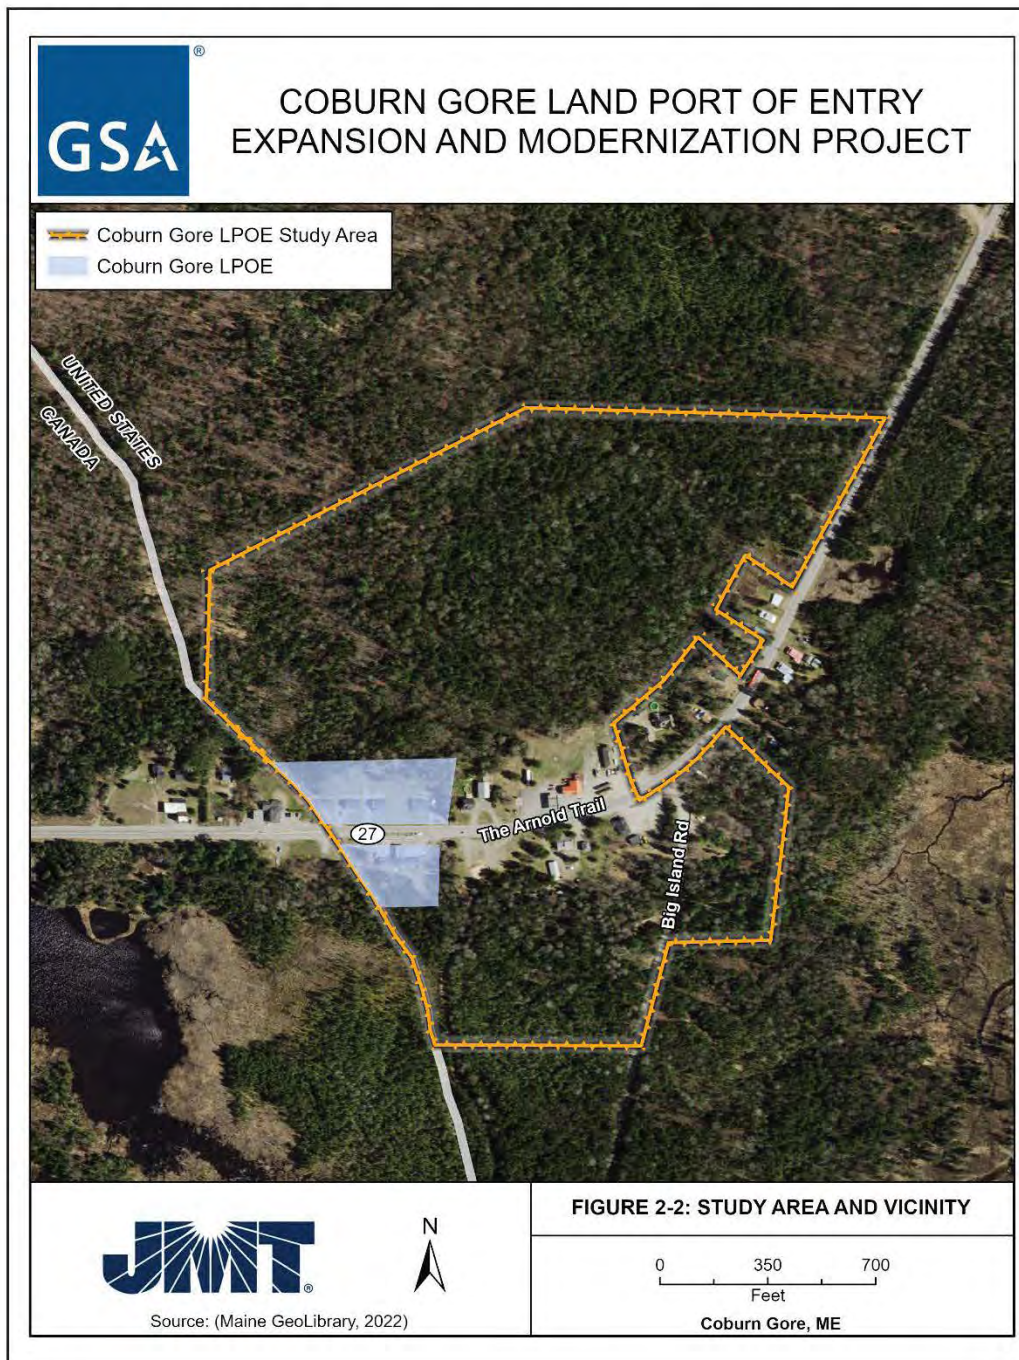 GSA
®
COBURN GORE LAND PORT OF ENTRY
EXPANSION AND MODERNIZATION PROJECT
Coburn Gore LPOE Study Area
Coburn Gore LPOE
UNITED STATES
CANADA
27
The Arnold Trail
Big Island Rd
JMT®
N
Source: (Maine GeoLibrary, 2022)
FIGURE 2-2: STUDY AREA AND VICINITY
0 350 700
Feet
Coburn Gore, ME